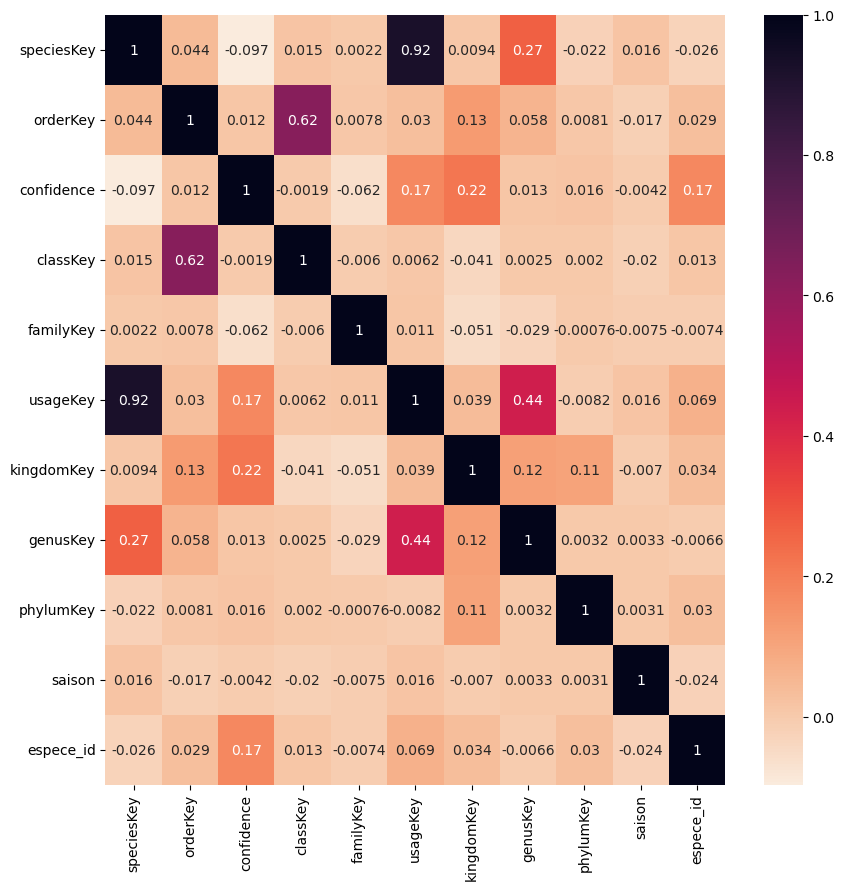 speciesKey 1 0.044 -0.097 0.015 0.0022 0.92 0.0094 0.27 -0.022 0.016 -0.026
orderKey 0.044 1 0.012 0.62 0.0078 0.03 0.13 0.058 0.0081 -0.017 0.029
confidence -0.097 0.012 1 -0.0019 -0.062 0.17 0.22 0.013 0.016 -0.0042 0.17
classKey 0.015 0.62 -0.0019 1 -0.006 0.0062 -0.041 0.0025 0.002 -0.02 0.013
familyKey 0.0022 0.0078 -0.062 -0.006 1 0.011 -0.051 -0.029 -0.00076 -0.0075 -0.0074
usageKey 0.92 0.03 0.17 0.0062 0.011 1 0.039 0.44 -0.0082 0.016 0.069
kingdomKey 0.0094 0.13 0.22 -0.041 -0.051 0.039 1 0.12 0.11 -0.007 0.034
genusKey 0.27 0.058 0.013 0.0025 -0.029 0.44 0.12 1 0.0032 0.0033 -0.0066
phylumKey -0.022 0.0081 0.016 0.002 -0.00076 -0.0082 0.11 0.0032 1 0.0031 0.03
saison 0.016 -0.017 -0.0042 -0.02 -0.0075 0.016 -0.007 0.0033 0.0031 1 -0.024
espece_id -0.026 0.029 0.17 0.013 -0.0074 0.069 0.034 -0.0066 0.03 -0.024 1
speciesKey
orderKey
confidence
classKey
familyKey
usageKey
kingdomKey
genusKey
phylumKey
saison
espece_id
1.0
0.8
0.6
0.4
0.2
0.0